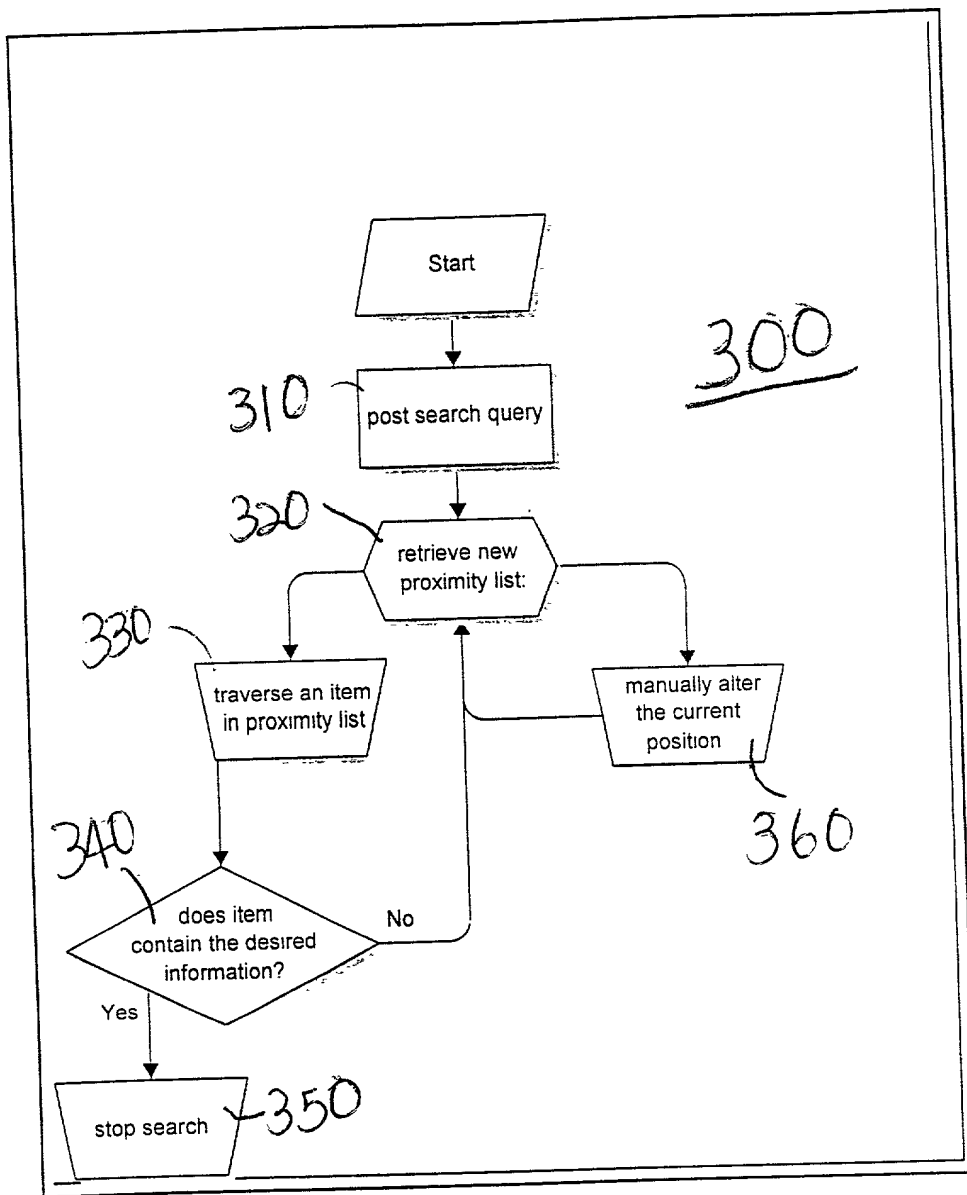 Start
300
310
post search query
320
retrieve new
proximity list:
330
traverse an item
in proximity list
manually alter
the current
position
360
340
does item
contain the desired
information?
No
Yes
stop search
350